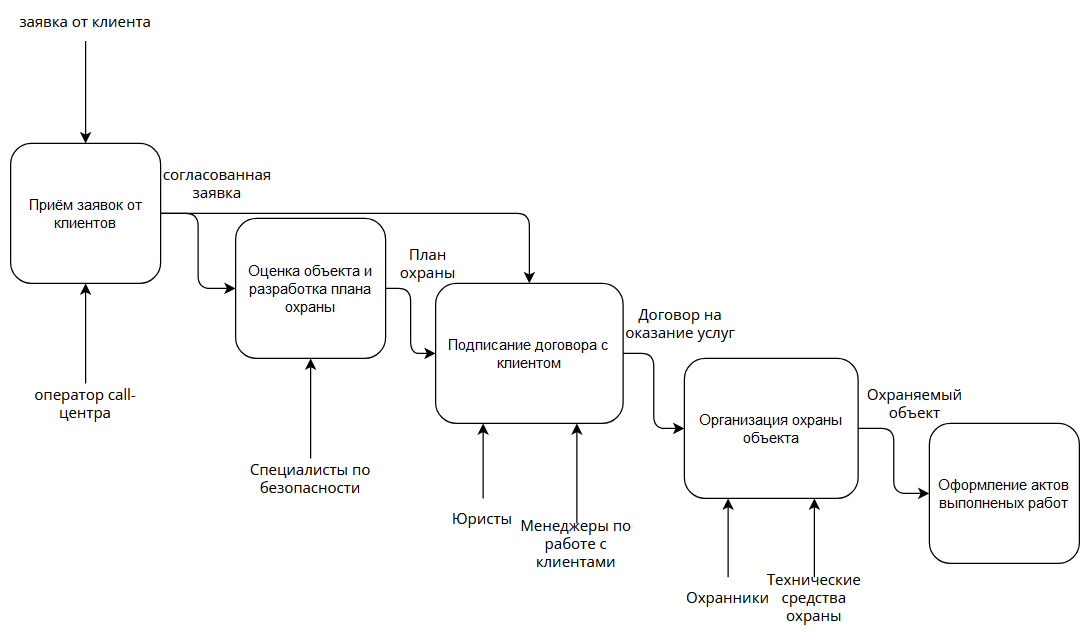 заявка от клиента
согласованная
заявка
Приём заявок от
клиентов
План
охраны
Оценка объекта и
разработка плана
охраны
Договор на
оказание услуг
Подписание договора с
клиентом
оператор call-
центра
Охраняемый
объект
Организация охраны
объекта
Специалисты по
безопасности
Оформление актов
выполненых работ
Юристы
Менеджеры по
работе с
клиентами
Охранники
Технические
средства
охраны